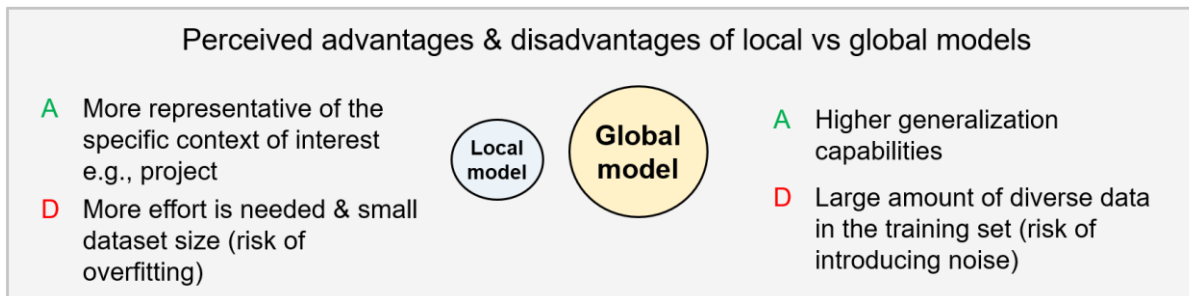 Perceived advantages & disadvantages of local vs global models
A More representative of the
specific context of interest
e.g., project
D More effort is needed & small
dataset size (risk of
overfitting)
Local
model
Global
model
A Higher generalization
capabilities
D Large amount of diverse data
in the training set (risk of
introducing noise)